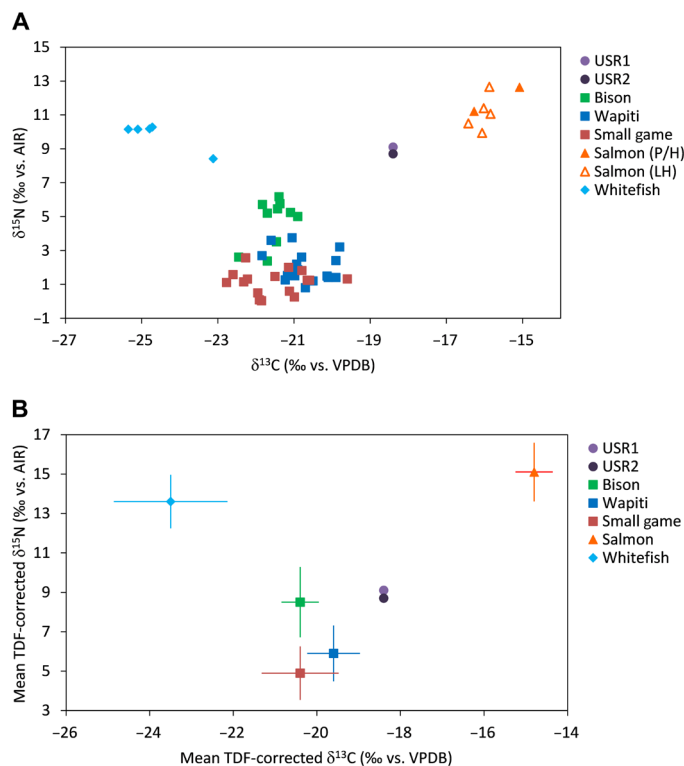 A
15
13
11
9
7
5
3
1
−1
−27
−25
−23
−21
−19
−17
−15
δ¹⁵N (‰ vs. AIR)
δ¹³C (‰ vs. VPDB)
USR1
USR2
Bison
Wapiti
Small game
Salmon (P/H)
Salmon (LH)
Whitefish
B
17
15
13
11
9
7
5
3
−26
−24
−22
−20
−18
−16
−14
Mean TDF-corrected δ¹⁵N (‰ vs. AIR)
Mean TDF-corrected δ¹³C (‰ vs. VPDB)
USR1
USR2
Bison
Wapiti
Small game
Salmon
Whitefish